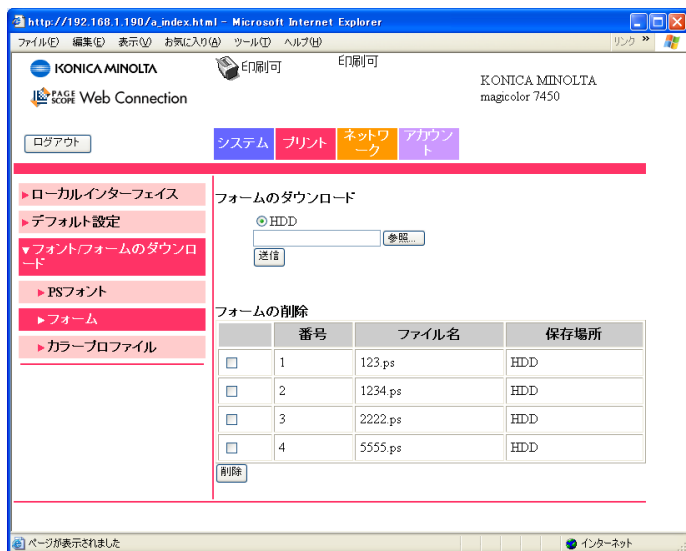 http://192.168.1.190/a_index.html - Microsoft Internet Explorer
ファイル(F) 編集(E) 表示(V) お気に入り(A) ツール(T) ヘルプ(H)
リンク »
KONICA MINOLTA
印刷可
印刷可
KONICA MINOLTA
magicolor 7450
PAGE SCOPE Web Connection
ログアウト
システム
プリント
ネットワ
ーク
アカウン
ト
ローカルインターフェイス
デフォルト設定
フォント/フォームのダウンロ
ード
PSフォント
フォーム
カラープロファイル
フォームのダウンロード
HDD
参照...
送信
フォームの削除
番号 ファイル名 保存場所
1 123.ps HDD
2 1234.ps HDD
3 2222.ps HDD
4 5555.ps HDD
削除
ページが表示されました
インターネット